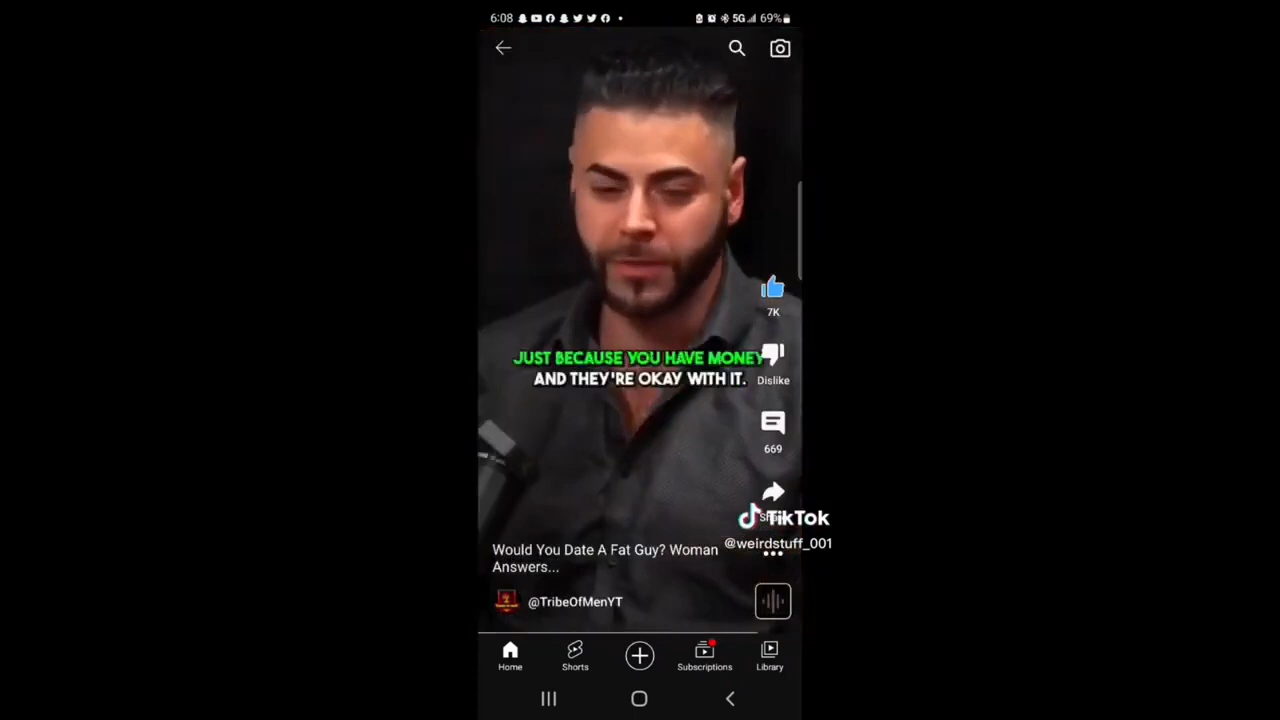 6:08
5G 69%
JUST BECAUSE YOU HAVE MONEY
AND THEY'RE OKAY WITH IT.
7K
Dislike
669
TikTok
@weirdstuff_001
Would You Date A Fat Guy? Woman
Answers...
@TribeOfMenYT
Home
Shorts
Subscriptions
Library